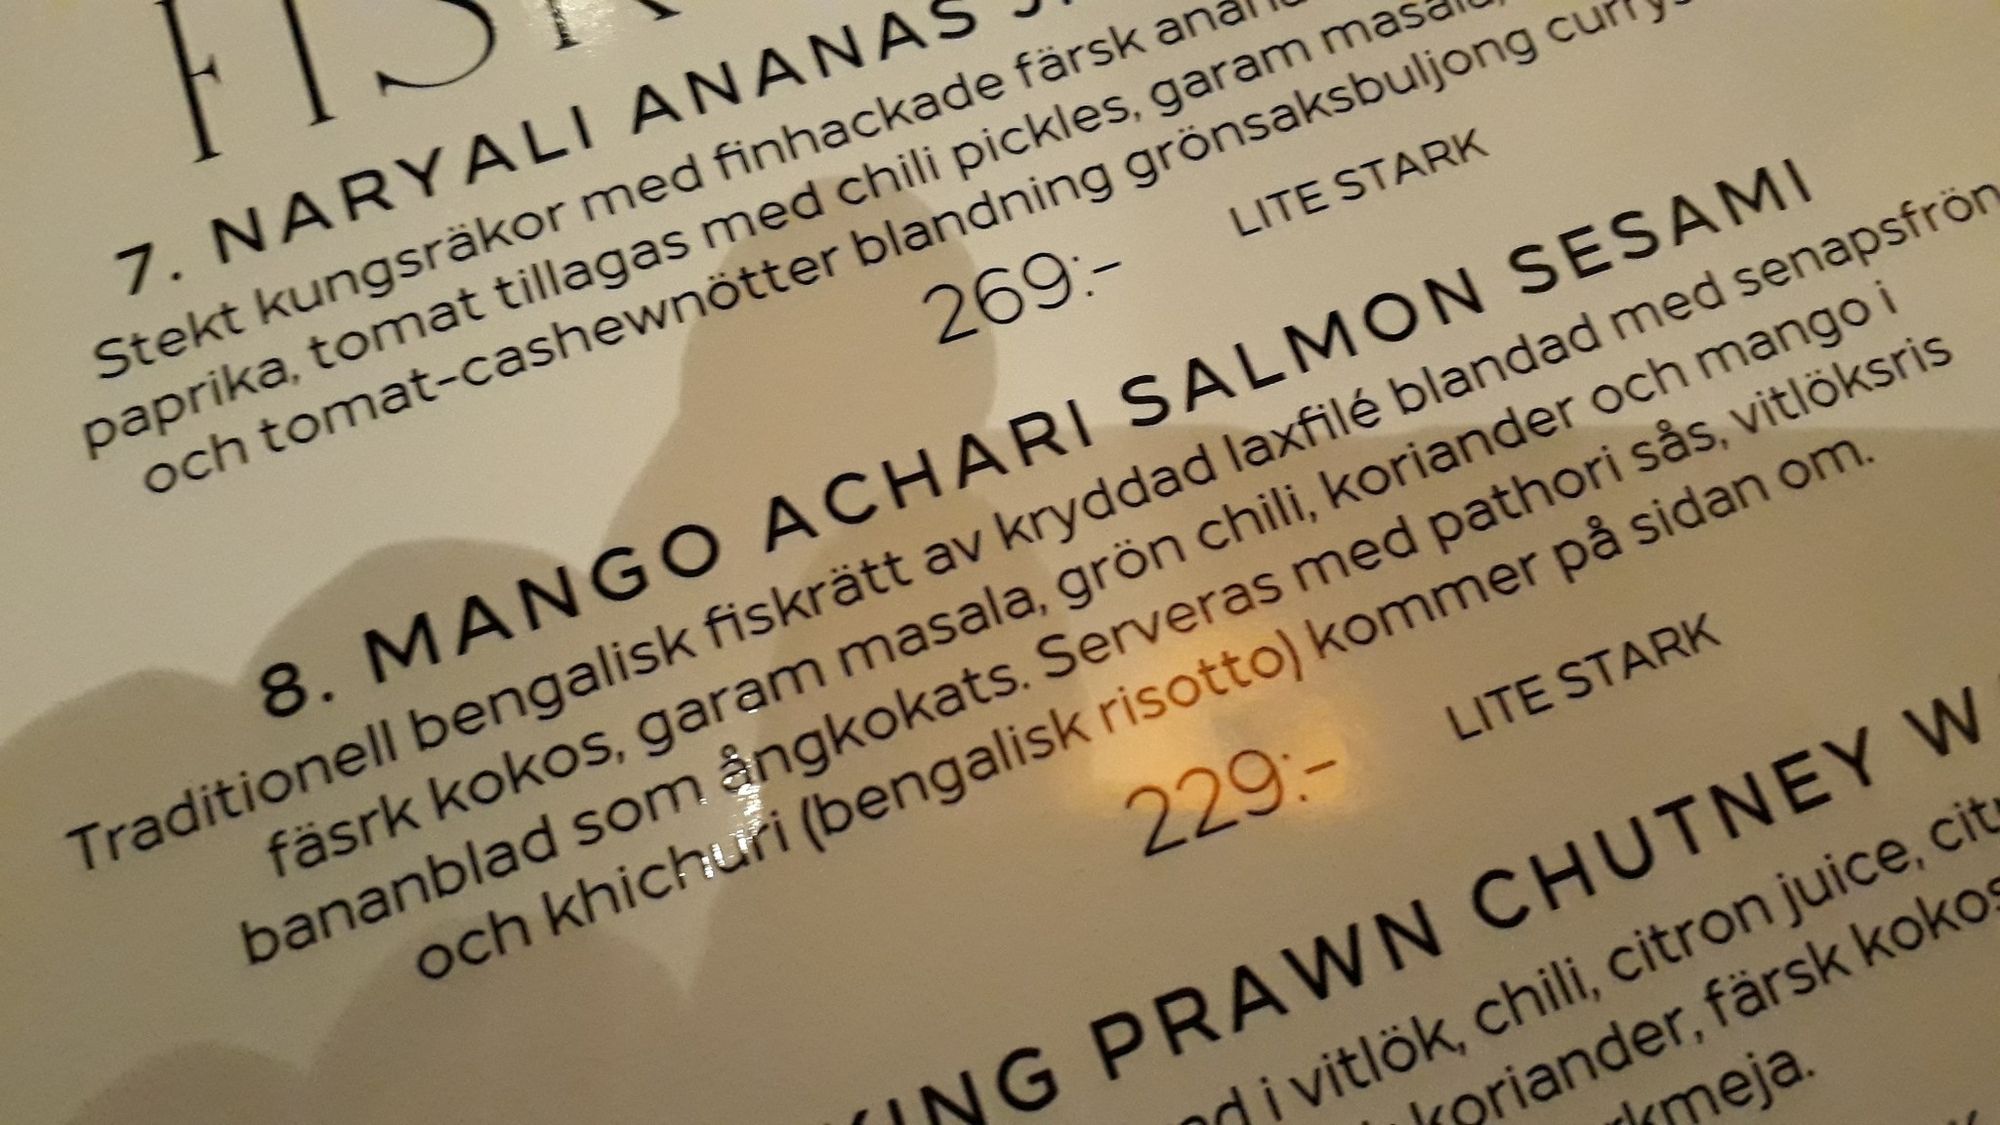 FISK
7. NARYALI ANANAS
Stekt kungsräkor med finhackade färsk
paprika, tomat tillagas med chili pickles, garam masala,
och tomat-cashewnötter blandning grönsaksbuljong
269:-
LITE STARK
8. MANGO ACHARI SALMON SESAMI
Traditionell bengalisk fiskrätt av kryddad laxfilé blandad med senapsfrön
fäsrk kokos, garam masala, grön chili, koriander och mango i
bananblad som ångkokats. Serveras med pathori sås, vitlöksris
och khichuri (bengalisk risotto) kommer på sidan om.
229:-
LITE STARK
KING PRAWN CHUTNEY
i vitlök, chili, citron juice,
koriander, färsk kokos